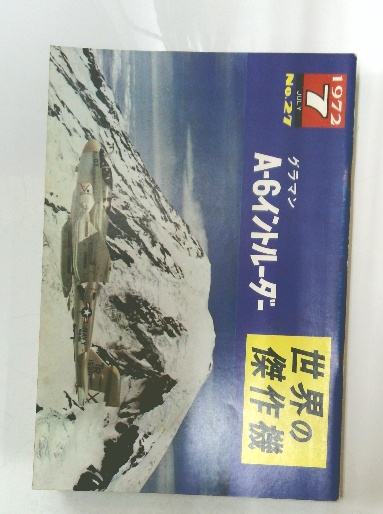 1972
7
JULY
No.27
グラマン
A-6イントルーダー
世界の
傑作機